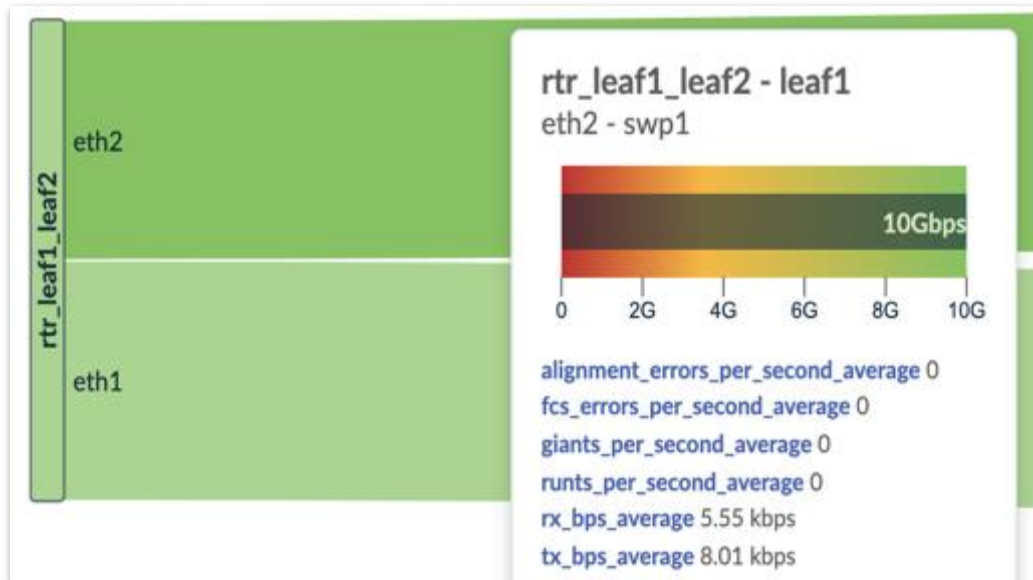 rtr_leaf1_leaf2
eth2
eth1
rtr_leaf1_leaf2 - leaf1
eth2 - swp1
10Gbps
0 2G 4G 6G 8G 10G
alignment_errors_per_second_average 0
fcs_errors_per_second_average 0
giants_per_second_average 0
runts_per_second_average 0
rx_bps_average 5.55 kbps
tx_bps_average 8.01 kbps